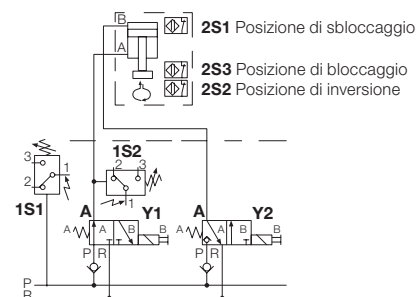 B
A
2S1 Posizione di sbloccaggio
2S3 Posizione di bloccaggio
2S2 Posizione di inversione
3
1
2
1S1
1S2
2 3
1
A Y1 A Y2
A A B B A A B B
P R P R
P
R